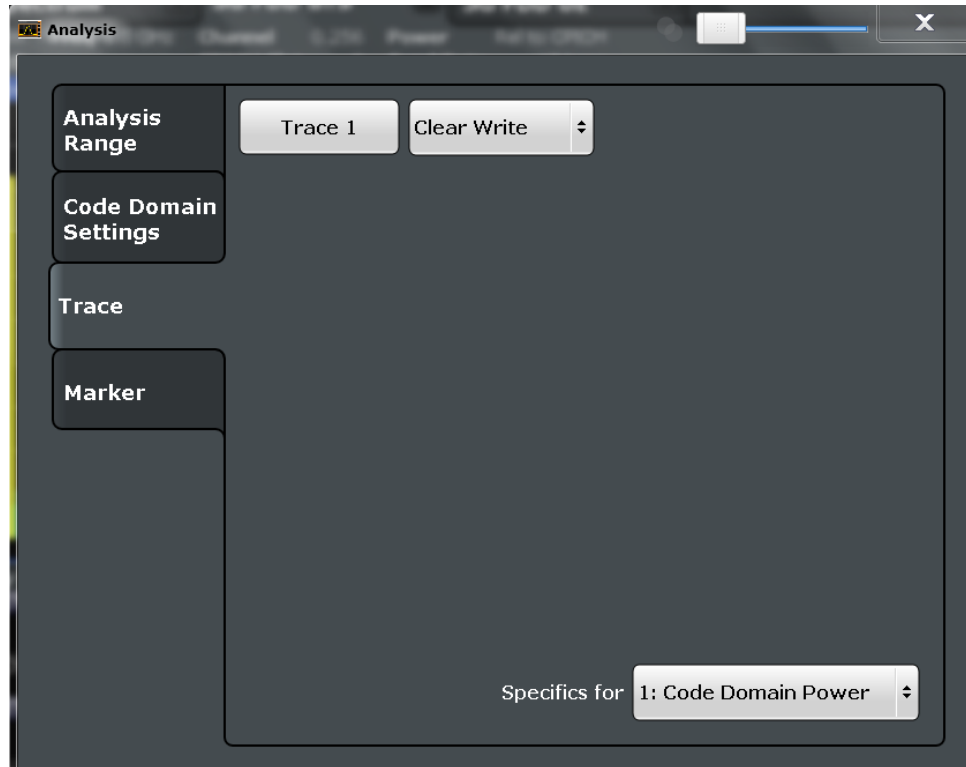 Analysis
X
Analysis
Range
Trace 1
Clear Write
Code Domain
Settings
Trace
Marker
Specifics for
1: Code Domain Power